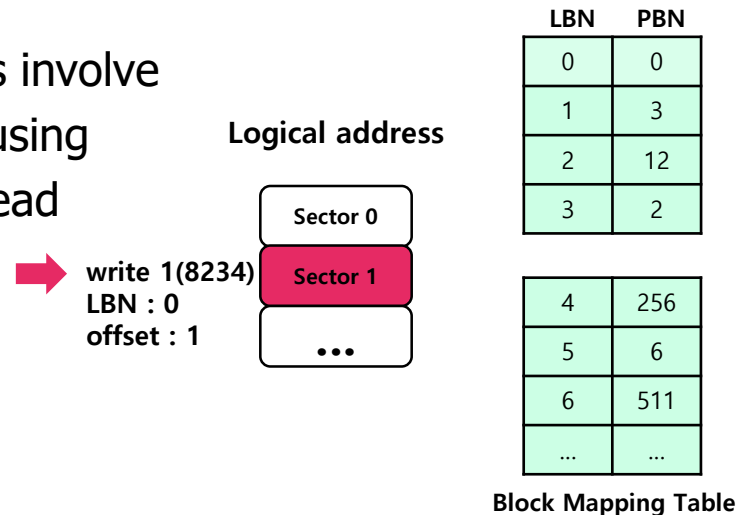 s involve
using
ead
Logical address
Sector 0
write 1(8234)
Sector 1
LBN : 0
offset : 1
...
LBN PBN
0 0
1 3
2 12
3 2
4 256
5 6
6 511
... ...
Block Mapping Table